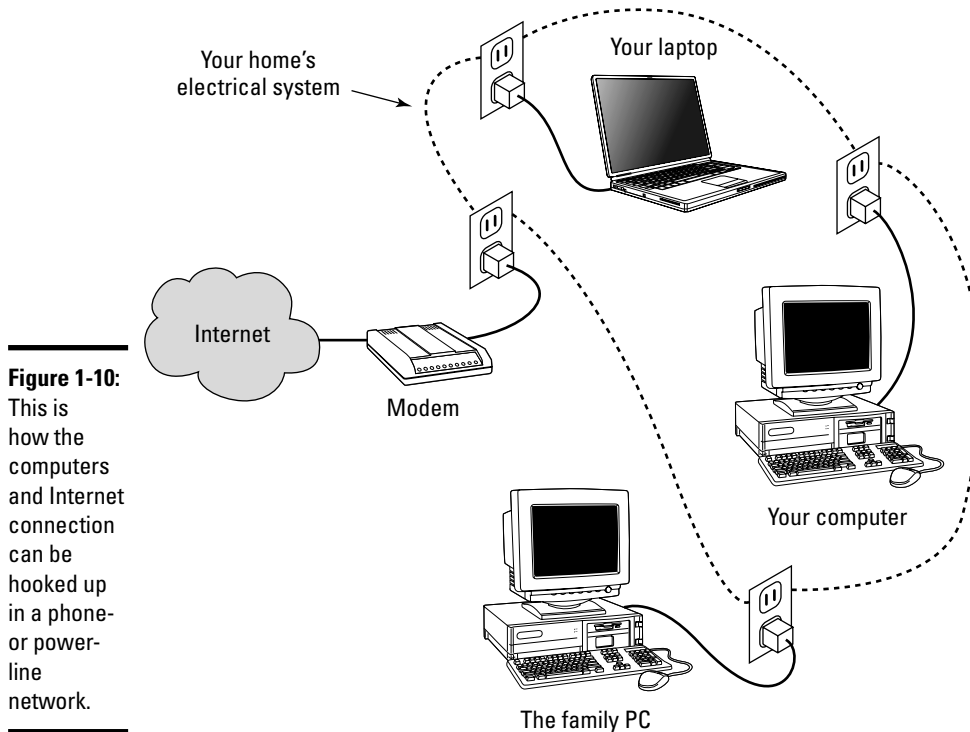 Your home's
electrical system
Your laptop
Internet
Modem
Your computer
The family PC
Figure 1-10:
This is
how the
computers
and Internet
connection
can be
hooked up
in a phone-
or power-
line
network.